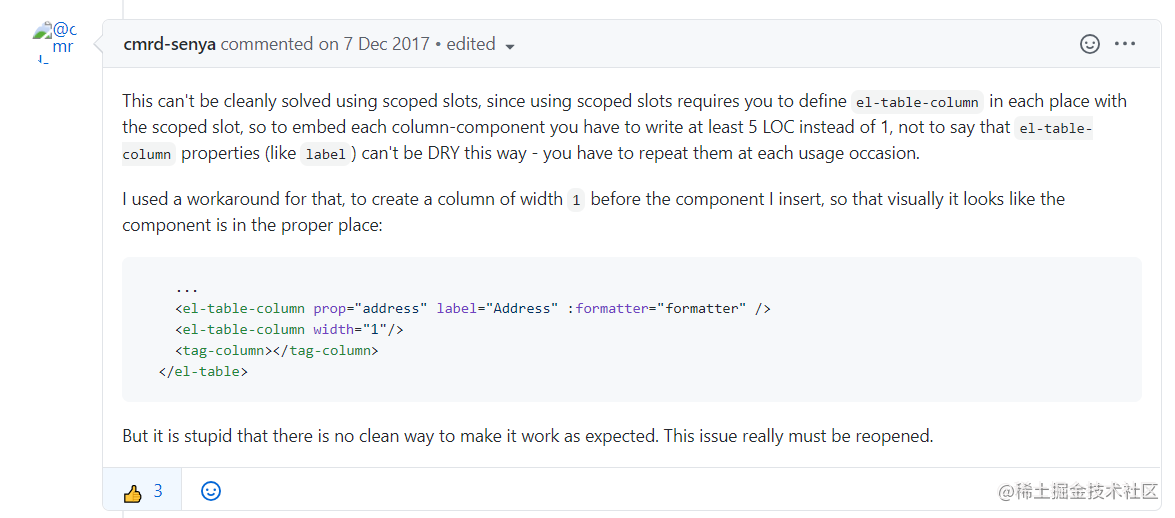 @c
mr
cmrd-senya commented on 7 Dec 2017 • edited
This can't be cleanly solved using scoped slots, since using scoped slots requires you to define el-table-column in each place with
the scoped slot, so to embed each column-component you have to write at least 5 LOC instead of 1, not to say that el-table-
column properties (like label ) can't be DRY this way - you have to repeat them at each usage occasion.
I used a workaround for that, to create a column of width 1 before the component I insert, so that visually it looks like the
component is in the proper place:
...
<el-table-column prop="address" label="Address" :formatter="formatter" />
<el-table-column width="1"/>
<tag-column></tag-column>
</el-table>
But it is stupid that there is no clean way to make it work as expected. This issue really must be reopened.
3
@稀土掘金技术社区